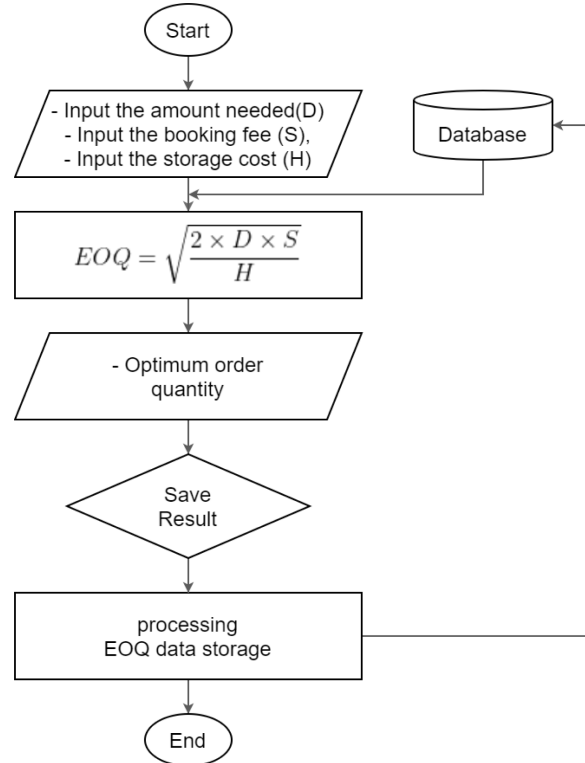 Start
- Input the amount needed(D)
- Input the booking fee (S),
- Input the storage cost (H)
Database
EOQ = √(2 × D × S / H)
- Optimum order
quantity
Save
Result
processing
EOQ data storage
End